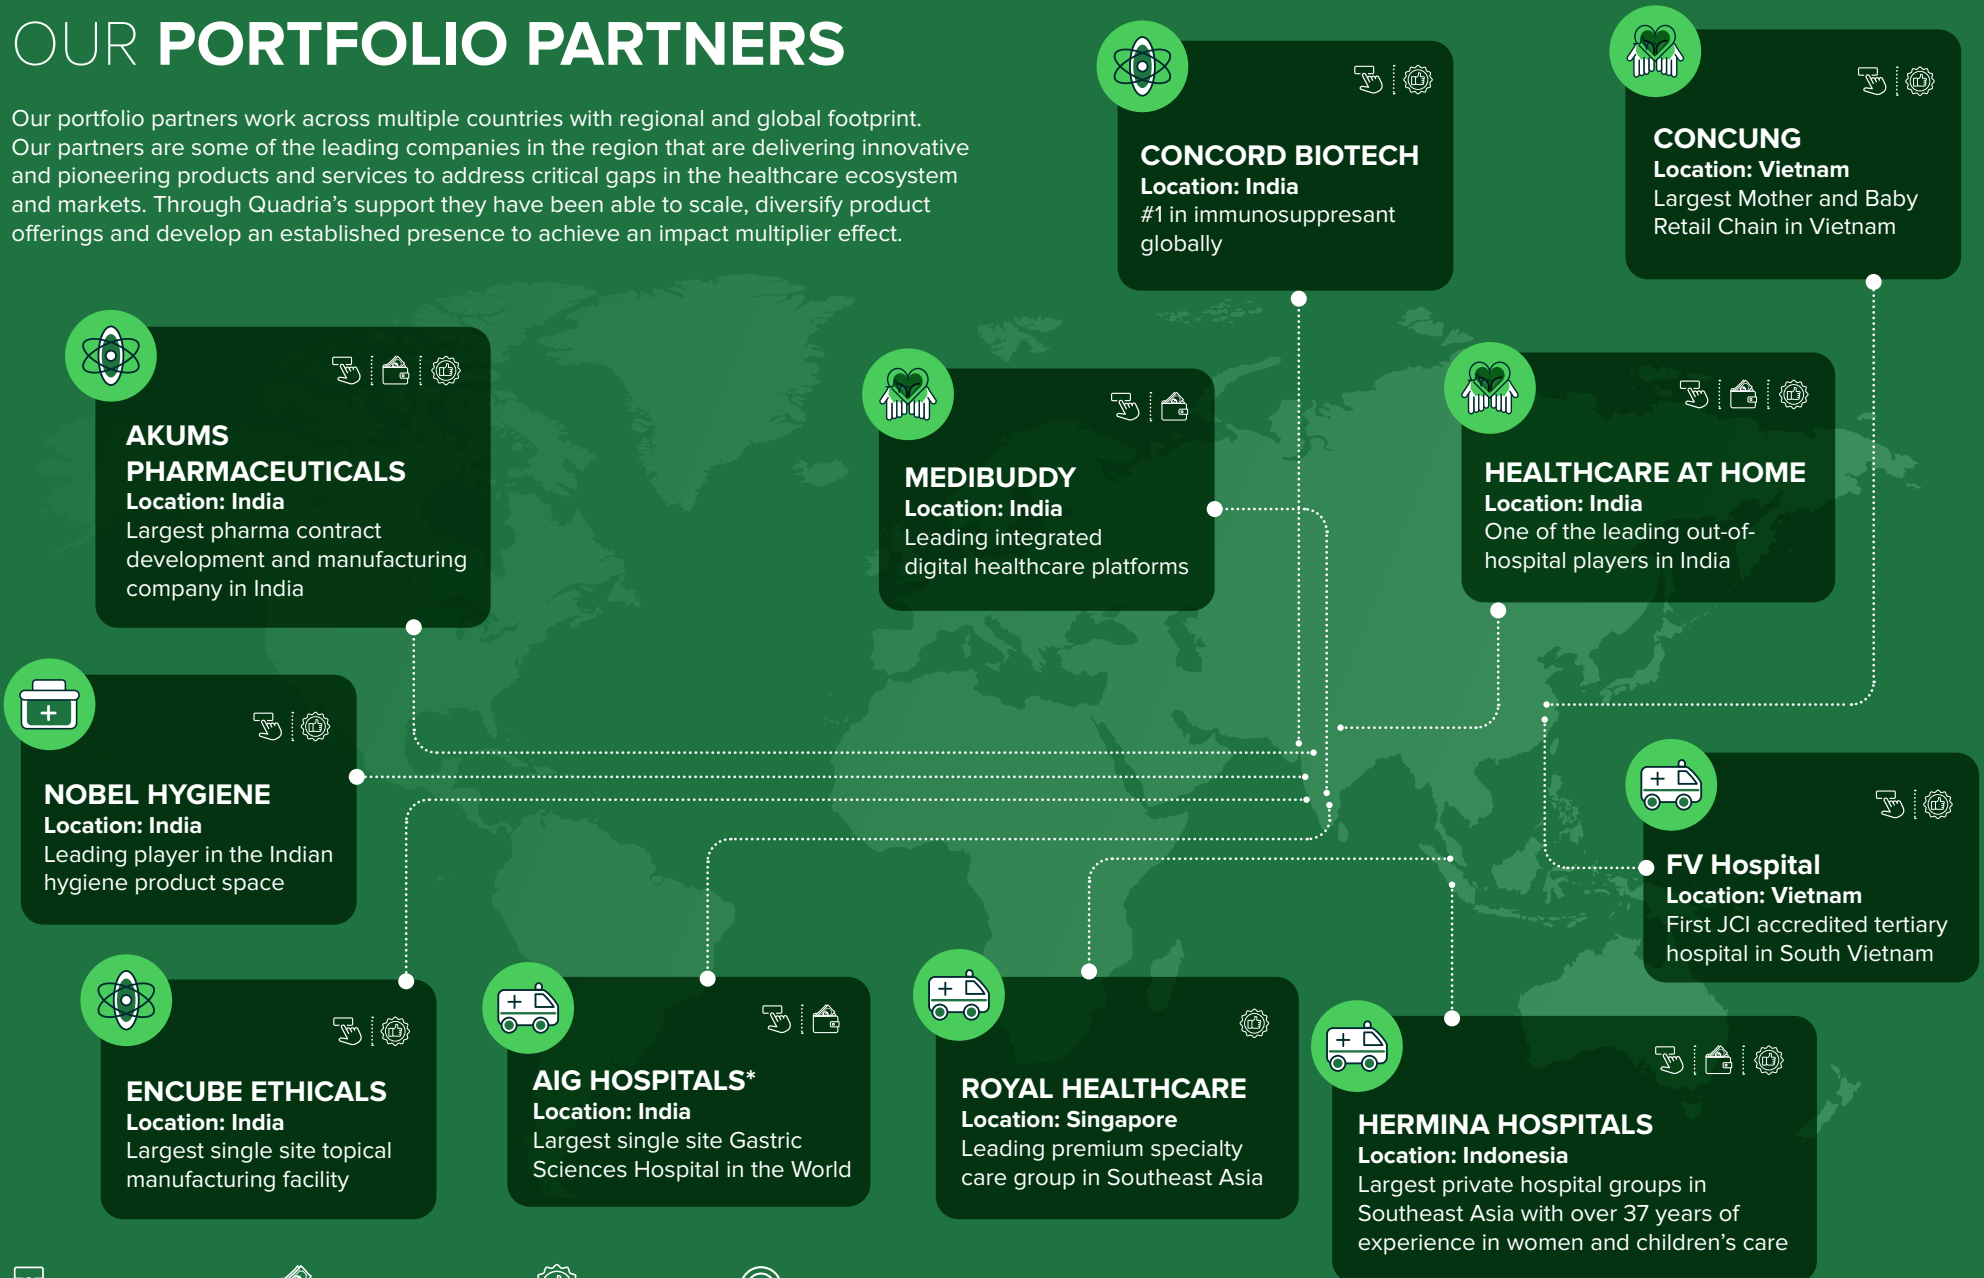 OUR PORTFOLIO PARTNERS
Our portfolio partners work across multiple countries with regional and global footprint.
Our partners are some of the leading companies in the region that are delivering innovative
and pioneering products and services to address critical gaps in the healthcare ecosystem
and markets. Through Quadria’s support they have been able to scale, diversify product
offerings and develop an established presence to achieve an impact multiplier effect.
CONCORD BIOTECH
Location: India
#1 in immunosuppresant
globally
CONCUNG
Location: Vietnam
Largest Mother and Baby
Retail Chain in Vietnam
AKUMS
PHARMACEUTICALS
Location: India
Largest pharma contract
development and manufacturing
company in India
MEDIBUDDY
Location: India
Leading integrated
digital healthcare platforms
HEALTHCARE AT HOME
Location: India
One of the leading out-of-
hospital players in India
NOBEL HYGIENE
Location: India
Leading player in the Indian
hygiene product space
FV Hospital
Location: Vietnam
First JCI accredited tertiary
hospital in South Vietnam
ENCUBE ETHICALS
Location: India
Largest single site topical
manufacturing facility
AIG HOSPITALS*
Location: India
Largest single site Gastric
Sciences Hospital in the World
ROYAL HEALTHCARE
Location: Singapore
Leading premium specialty
care group in Southeast Asia
HERMINA HOSPITALS
Location: Indonesia
Largest private hospital groups in
Southeast Asia with over 37 years of
experience in women and children’s care